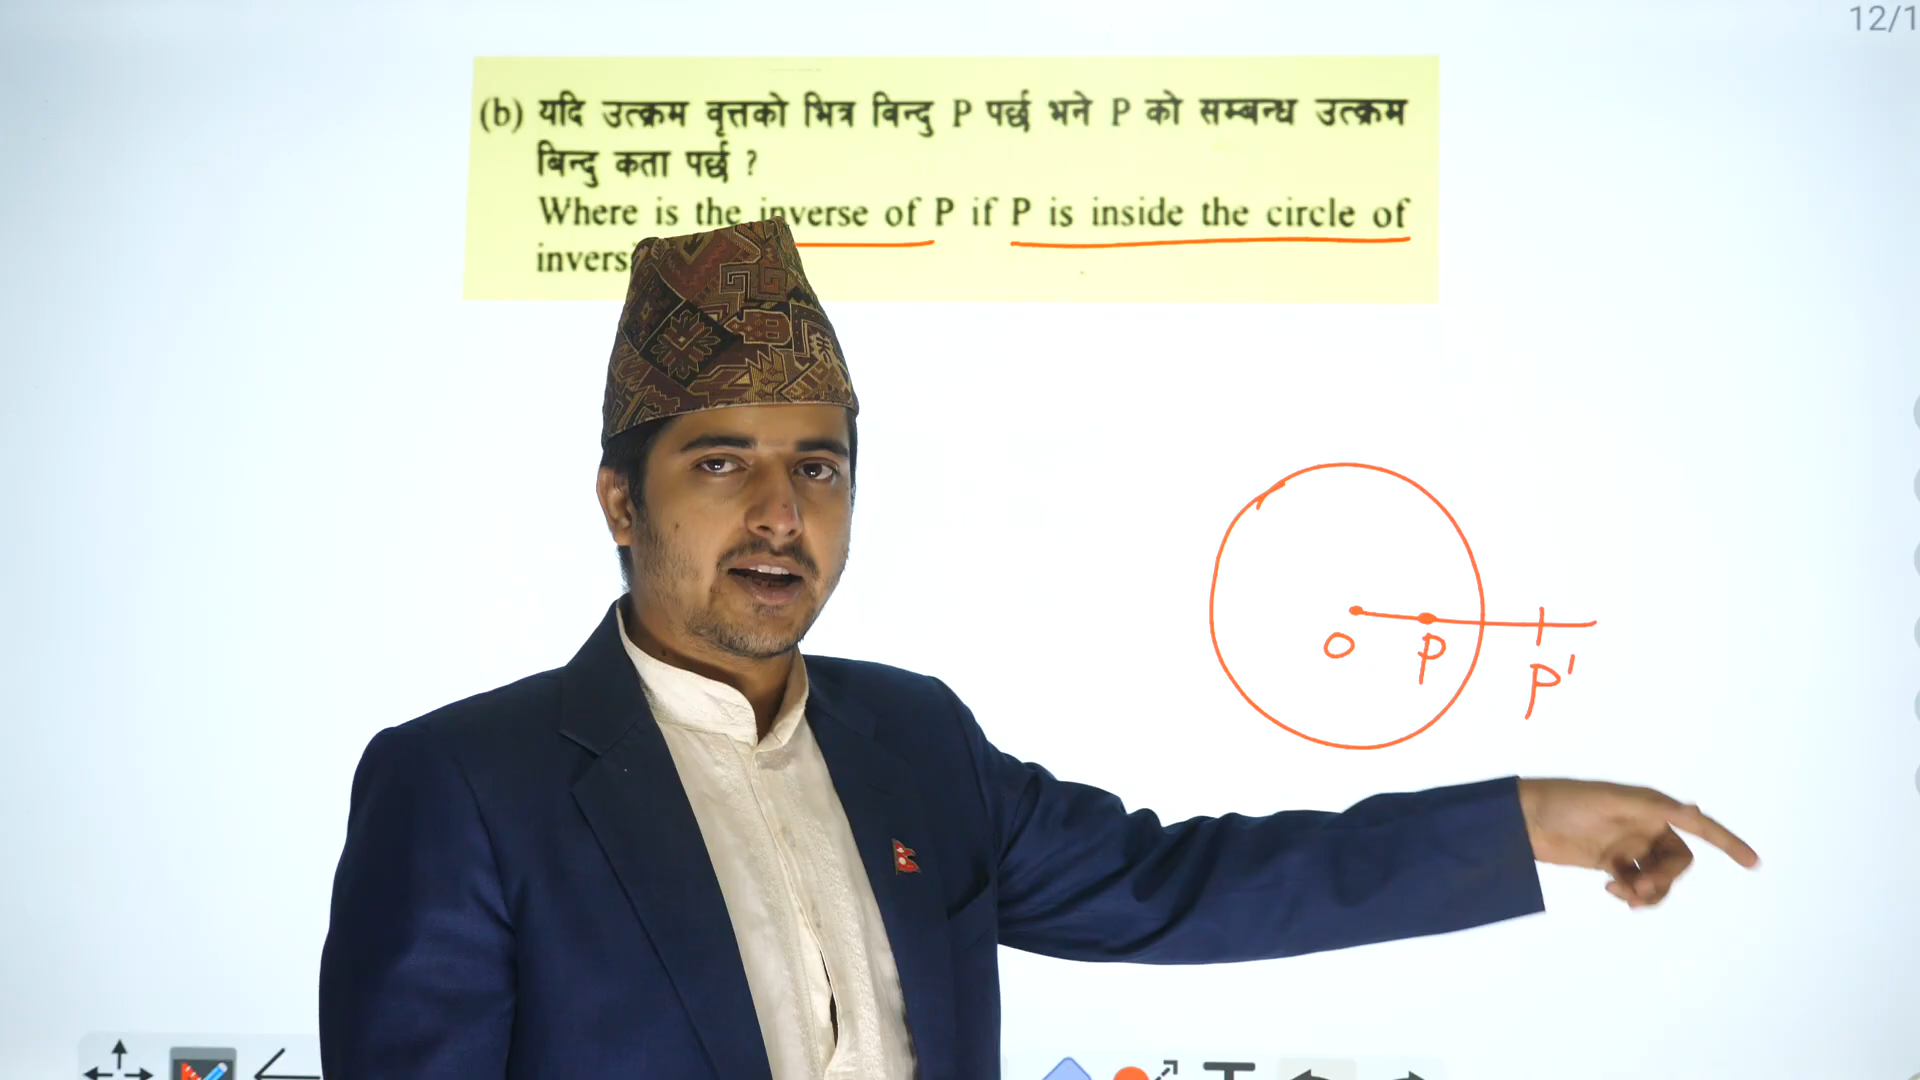 12/1
(b) यदि उत्क्रम वृत्तको भित्र बिन्दु P पर्छ भने P को सम्बन्ध उत्क्रम
बिन्दु कता पर्छ ?
Where is the inverse of P if P is inside the circle of
invers
O P P'